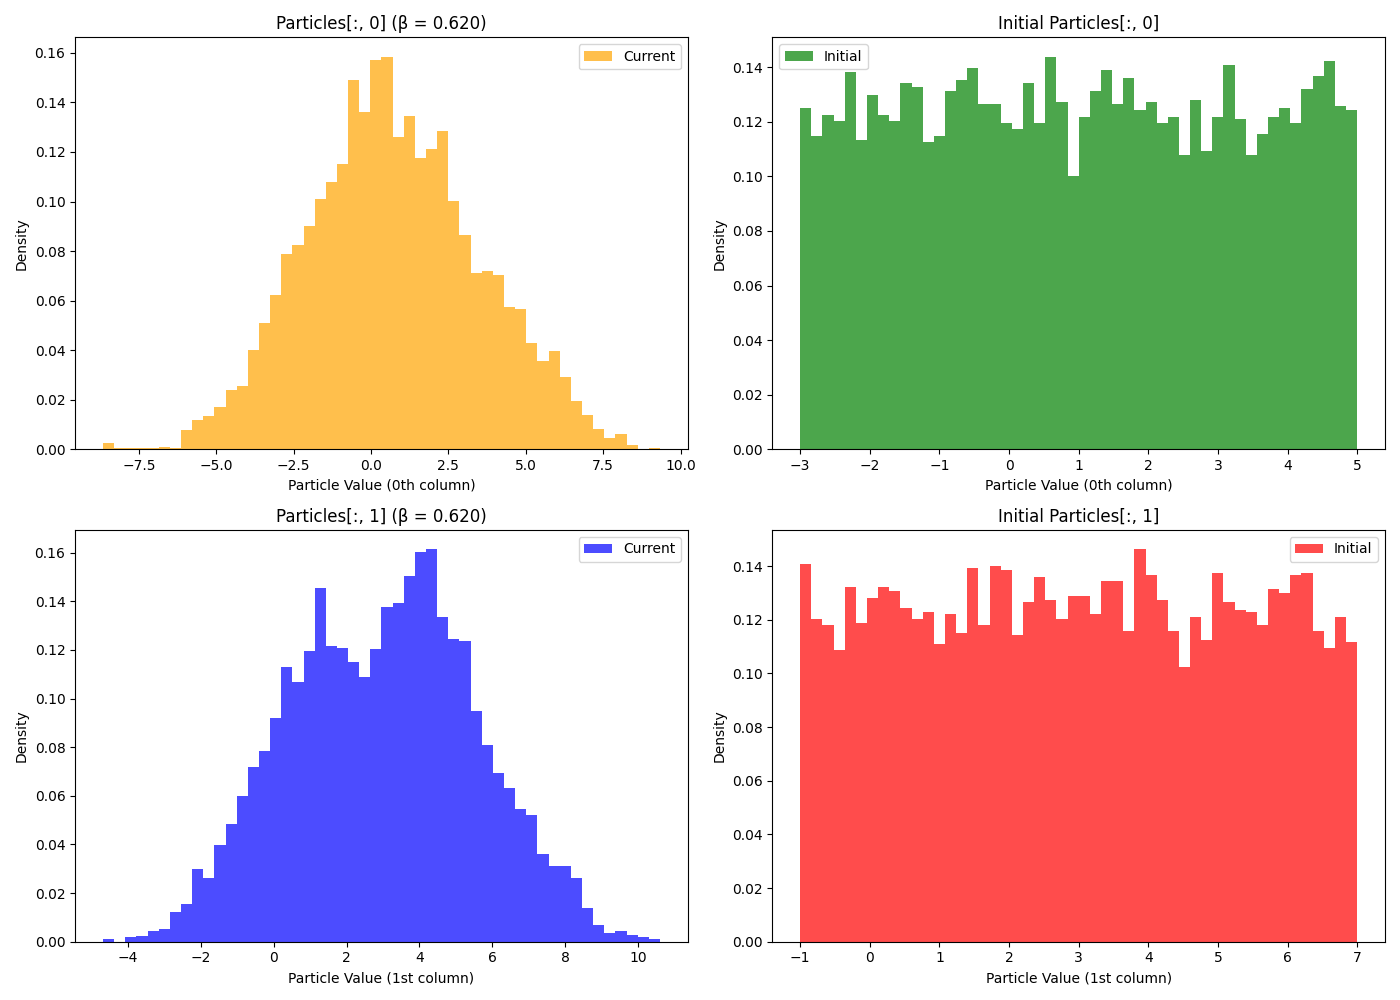 Particles[:, 0] (β = 0.620)
Current
Density
0.16
0.14
0.12
0.10
0.08
0.06
0.04
0.02
0.00
−7.5 −5.0 −2.5 0.0 2.5 5.0 7.5 10.0
Particle Value (0th column)
Initial Particles[:, 0]
Initial
Density
0.14
0.12
0.10
0.08
0.06
0.04
0.02
0.00
−3 −2 −1 0 1 2 3 4 5
Particle Value (0th column)
Particles[:, 1] (β = 0.620)
Current
Density
0.16
0.14
0.12
0.10
0.08
0.06
0.04
0.02
0.00
−4 −2 0 2 4 6 8 10
Particle Value (1st column)
Initial Particles[:, 1]
Initial
Density
0.14
0.12
0.10
0.08
0.06
0.04
0.02
0.00
−1 0 1 2 3 4 5 6 7
Particle Value (1st column)